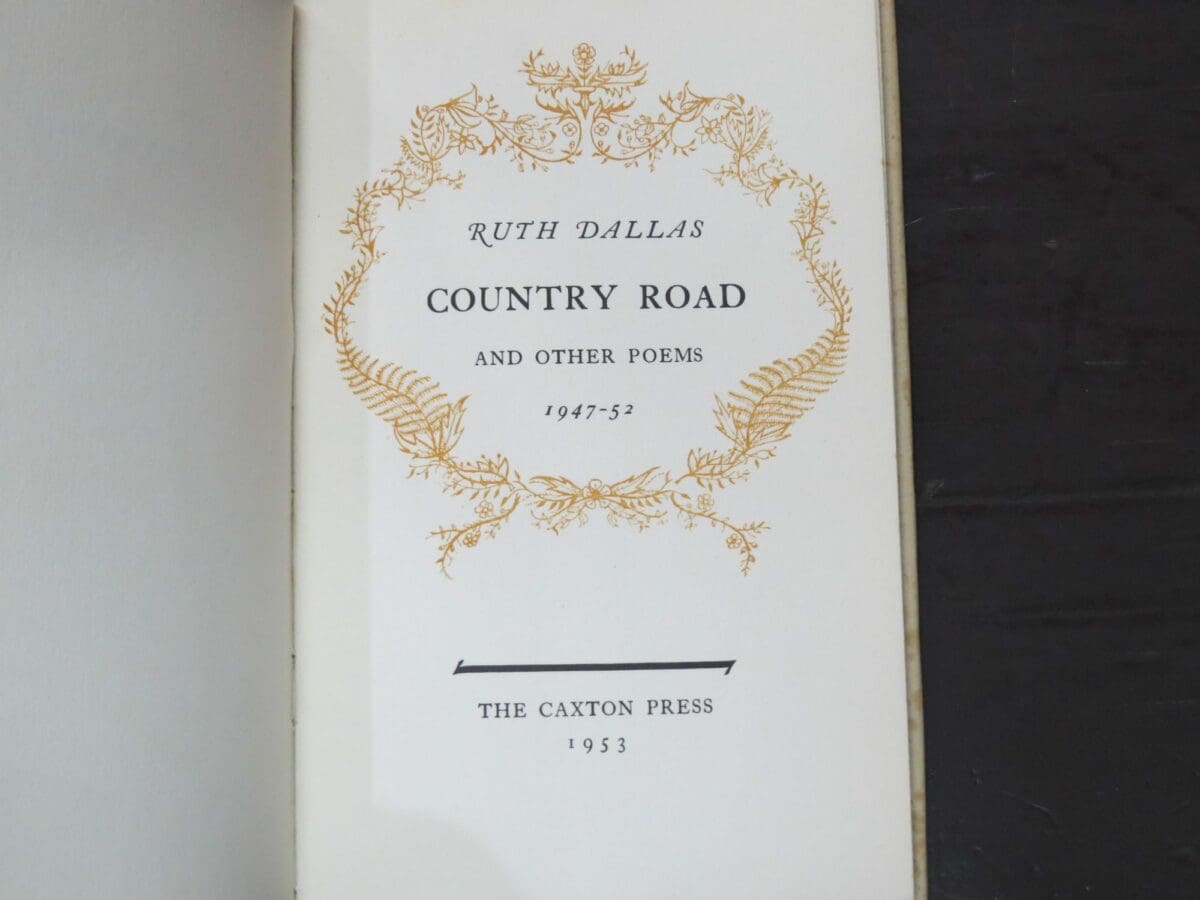 RUTH DALLAS
COUNTRY ROAD
AND OTHER POEMS
1947-52
THE CAXTON PRESS
1953